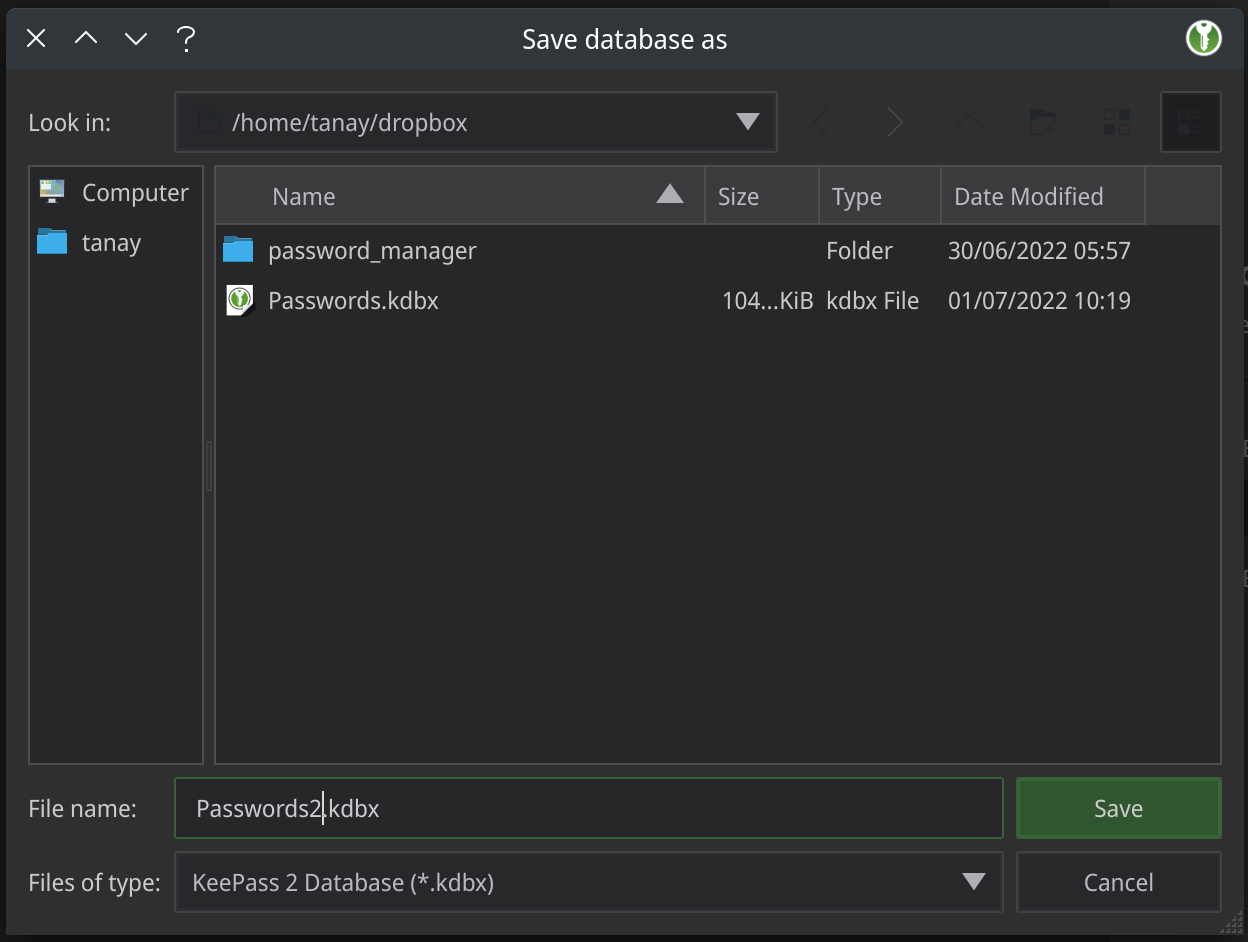 Save database as
Look in:
/home/tanay/dropbox
Computer
tanay
Name Size Type Date Modified
password_manager Folder 30/06/2022 05:57
Passwords.kdbx 104...KiB kdbx File 01/07/2022 10:19
File name: Passwords2.kdbx Save
Files of type: KeePass 2 Database (*.kdbx) Cancel